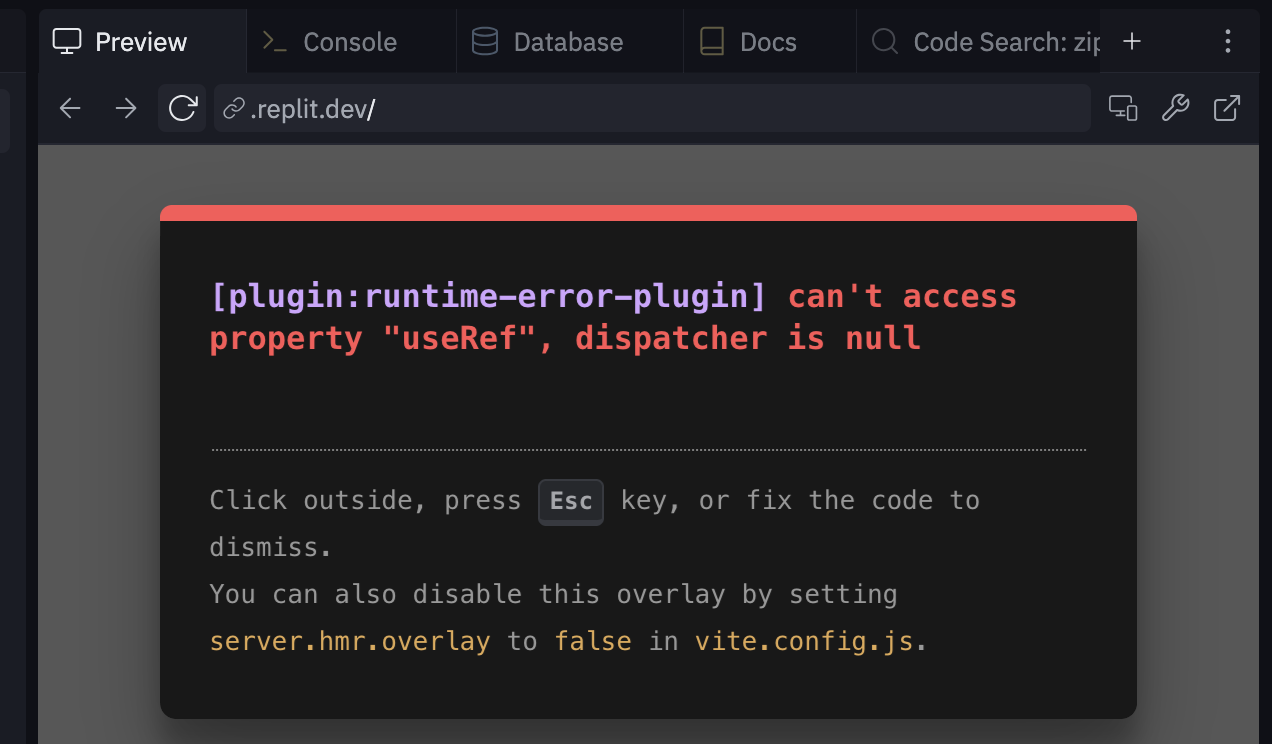 Preview
Console
Database
Docs
Code Search: zip
.replit.dev/
[plugin:runtime-error-plugin] can't access
property "useRef", dispatcher is null
Click outside, press Esc key, or fix the code to
dismiss.
You can also disable this overlay by setting
server.hmr.overlay to false in vite.config.js.